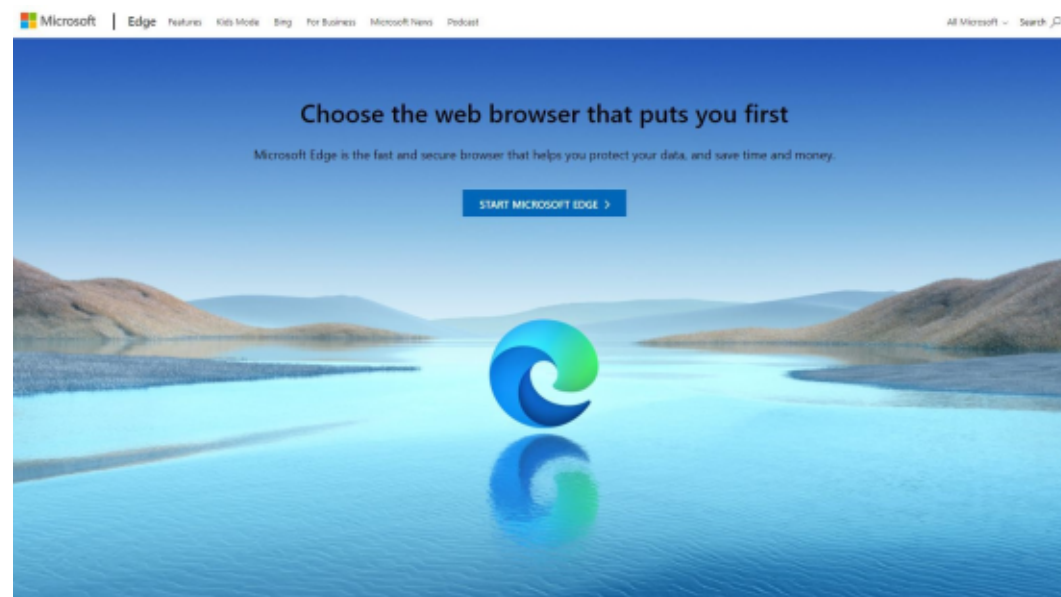 Microsoft | Edge Features Kids Mode Bing For Business Microsoft News Podcast All Microsoft Search
Choose the web browser that puts you first
Microsoft Edge is the fast and secure browser that helps you protect your data, and save time and money.
START MICROSOFT EDGE >